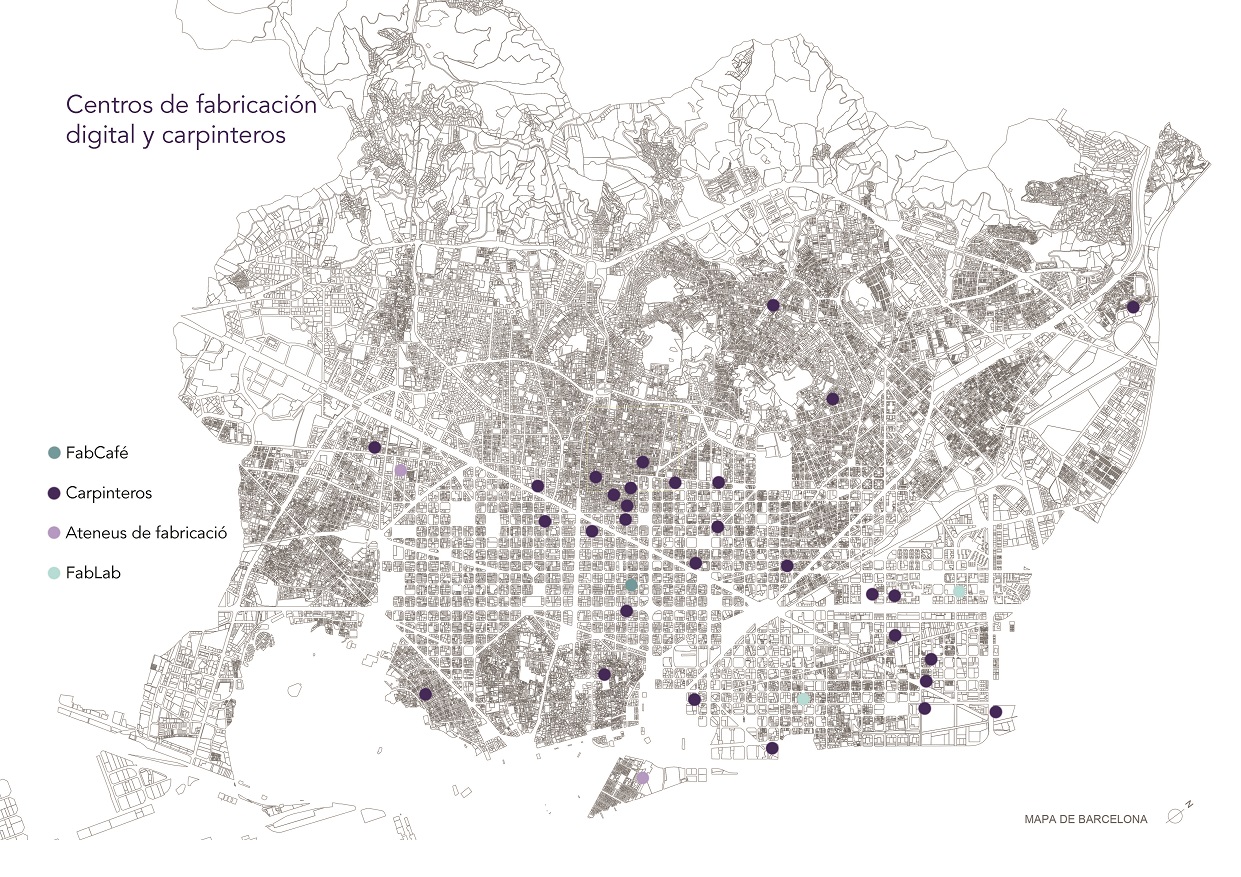 Centros de fabricación
digital y carpinteros
FabCafé
Carpinteros
Ateneus de fabricació
FabLab
MAPA DE BARCELONA
N